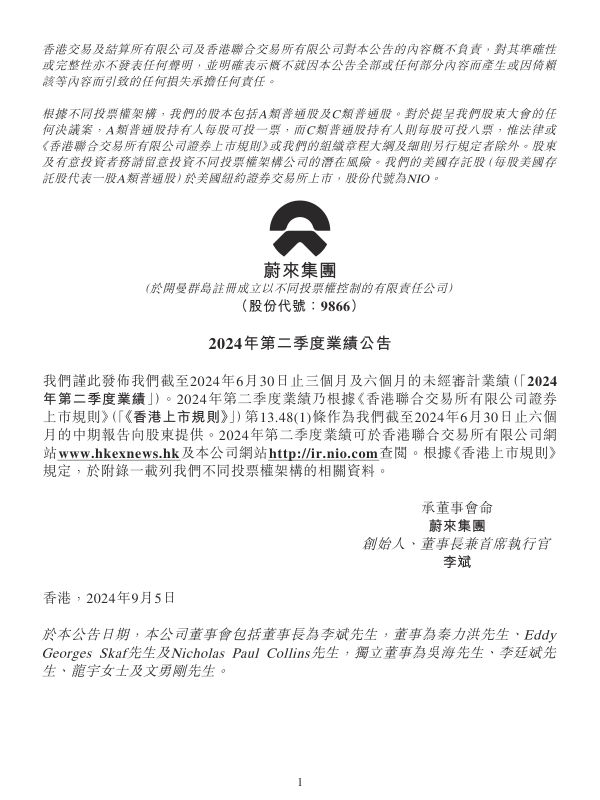 香港交易及結算所有限公司及香港聯合交易所有限公司對本公告的內容概不負責，對其準確性
或完整性亦不發表任何聲明，並明確表示概不就因本公告全部或任何部分內容而產生或因倚賴
該等內容而引致的任何損失承擔任何責任。
根據不同投票權架構，我們的股本包括A類普通股及C類普通股。對於提呈我們股東大會的任
何決議案，A類普通股持有人每股可投一票，而C類普通股持有人則每股可投八票，惟法律或
《香港聯合交易所有限公司證券上市規則》或我們的組織章程大綱及細則另行規定者除外。股東
及有意投資者務請留意投資不同投票權架構公司的潛在風險。我們的美國存託股（每股美國存
託股代表一股A類普通股）於美國紐約證券交易所上市，股份代號為NIO。
蔚來集團
（於開曼群島註冊成立以不同投票權控制的有限責任公司）
（股份代號：9866）
2024年第二季度業績公告
我們謹此發佈我們截至2024年6月30日止三個月及六個月的未經審計業績（「2024
年第二季度業績」）。2024年第二季度業績乃根據《香港聯合交易所有限公司證券
上市規則》（「《香港上市規則》」）第13.48(1)條作為我們截至2024年6月30日止六個
月的中期報告向股東提供。2024年第二季度業績可於香港聯合交易所有限公司網
站www.hkexnews.hk及本公司網站http://ir.nio.com查閱。根據《香港上市規則》
規定，於附錄一載列我們不同投票權架構的相關資料。
承董事會命
蔚來集團
創始人、董事長兼首席執行官
李斌
香港，2024年9月5日
於本公告日期，本公司董事會包括董事長為李斌先生，董事為秦力洪先生、Eddy
Georges Skaf先生及Nicholas Paul Collins先生，獨立董事為吳海先生、李廷斌先
生、龍宇女士及文勇剛先生。
1